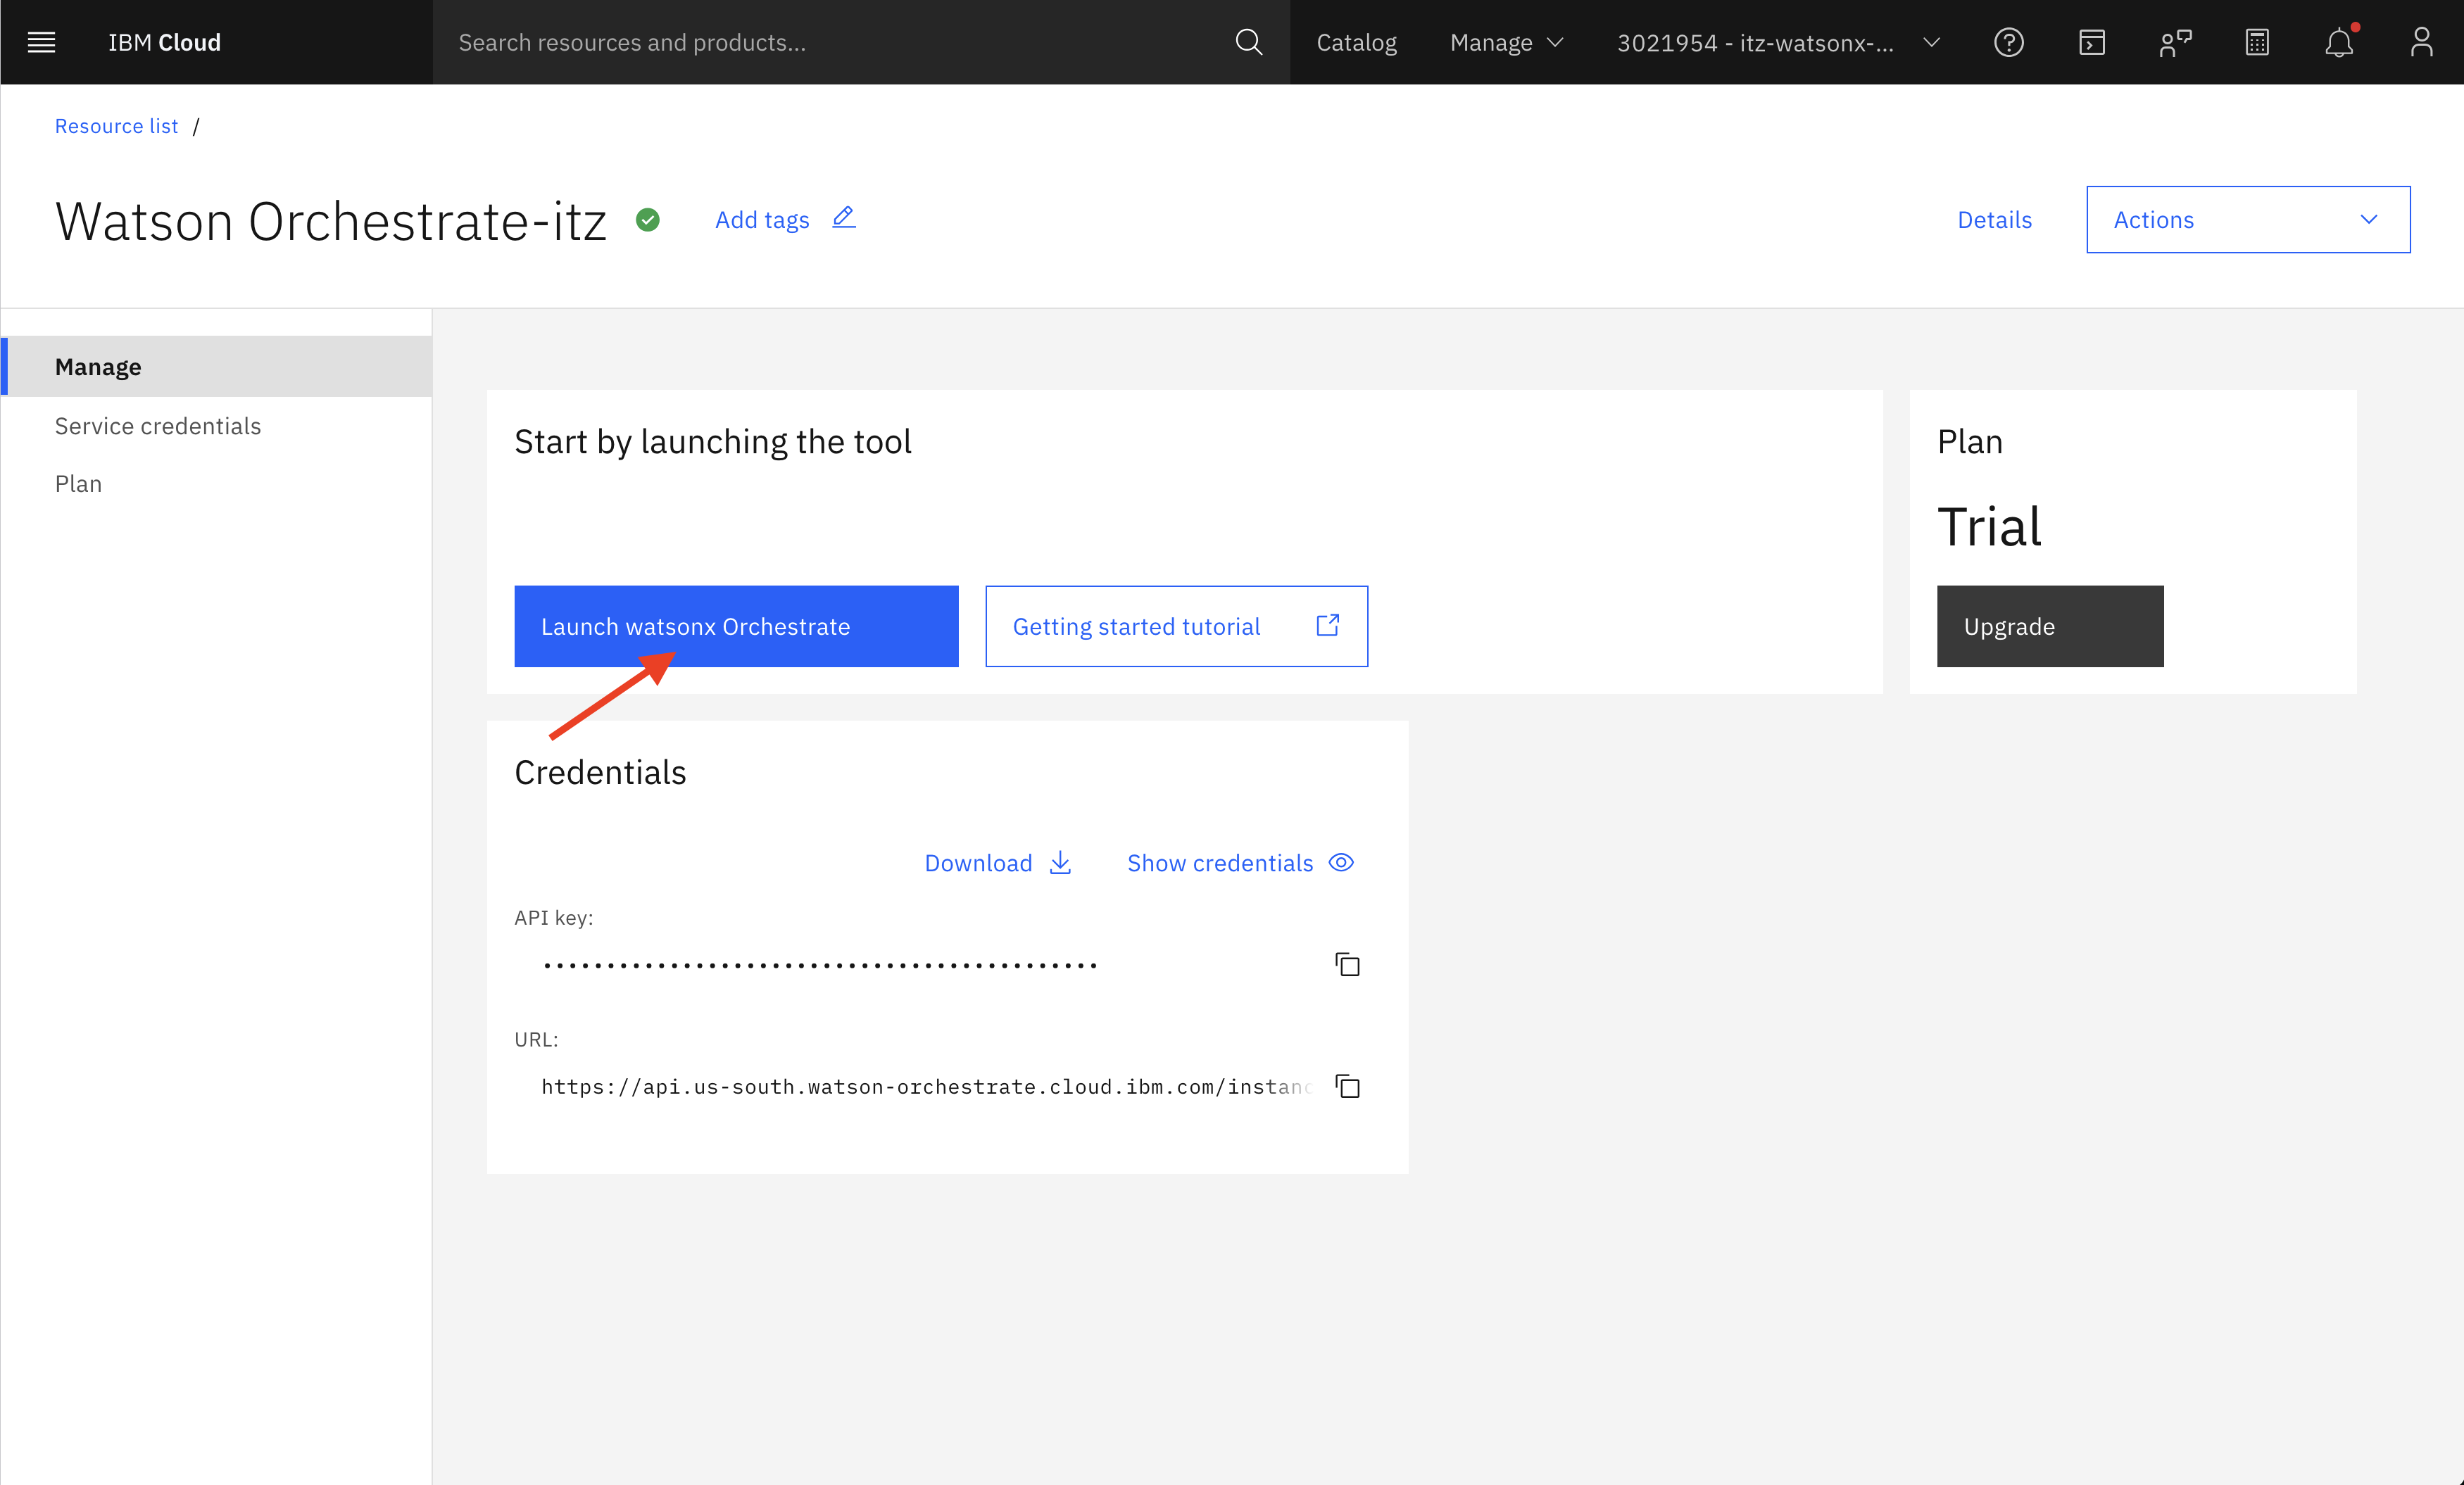 IBM Cloud
Search resources and products...
Catalog
Manage
3021954 - itz-watsonx-...
Resource list /
Watson Orchestrate-itz
Add tags
Details
Actions
Manage
Service credentials
Plan
Start by launching the tool
Launch watsonx Orchestrate
Getting started tutorial
Plan
Trial
Upgrade
Credentials
Download
Show credentials
API key:
URL:
https://api.us-south.watson-orchestrate.cloud.ibm.com/instanc